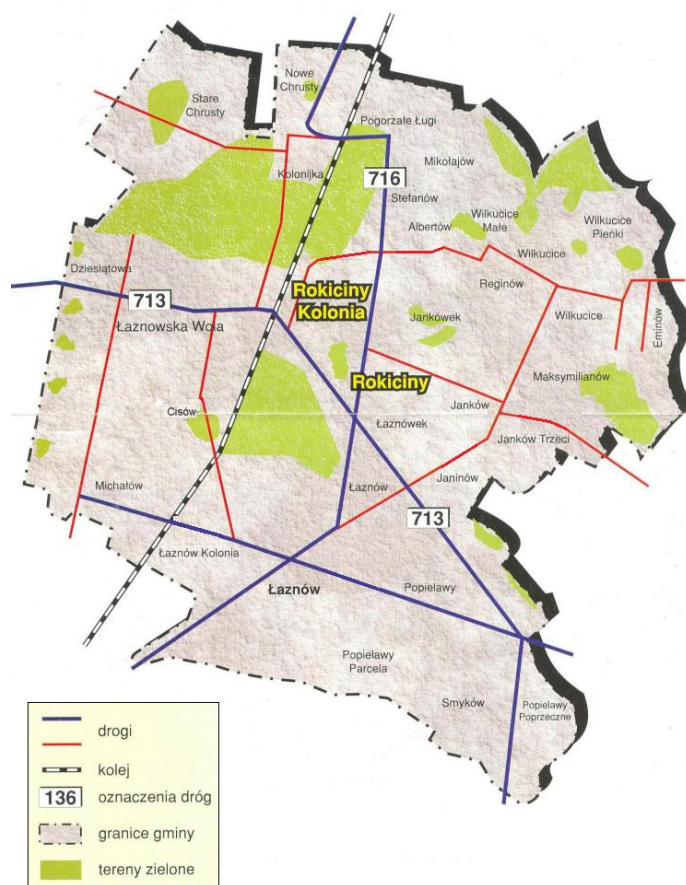 Nowe
Chrusty
Stare
Chrusty
Pogorzałe Ługi
Mikołajów
Kolonijka
716
Stefanów
Albertów
Wilkucice
Małe
Wilkucice
Pieńki
Wilkucice
Dziesiątowa
Reginów
713
Rokiciny
Kolonia
Łaznowska Wola
Jankówek
Wilkucice
Eminów
Rokiciny
Maksymilianów
Cisów
Janków
Łaznówek
Janków Trzeci
Michałów
Łaznów
Janinów
713
Łaznów Kolonia
Łaznów
Popielawy
Popielawy
Parcela
Smyków
Popielawy
Poprzeczne
drogi
kolej
136 oznaczenia dróg
granice gminy
tereny zielone